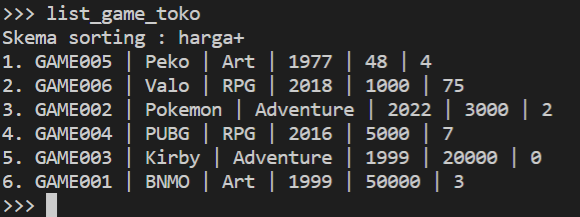 >>> list_game_toko
Skema sorting : harga+
1. GAME005 | Peko | Art | 1977 | 48 | 4
2. GAME006 | Valo | RPG | 2018 | 1000 | 75
3. GAME002 | Pokemon | Adventure | 2022 | 3000 | 2
4. GAME004 | PUBG | RPG | 2016 | 5000 | 7
5. GAME003 | Kirby | Adventure | 1999 | 20000 | 0
6. GAME001 | BNMO | Art | 1999 | 50000 | 3
>>>